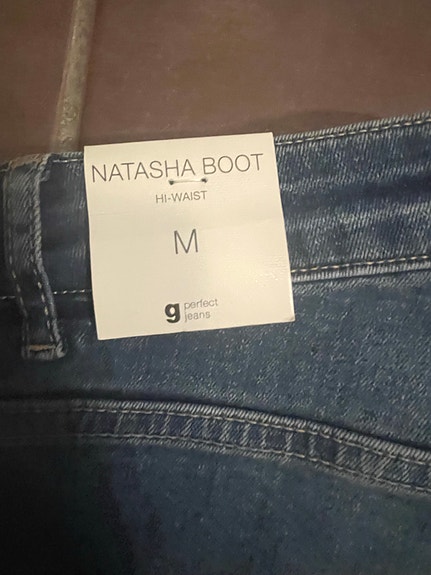 NATASHA BOOT
HI-WAIST
M
g perfect
jeans